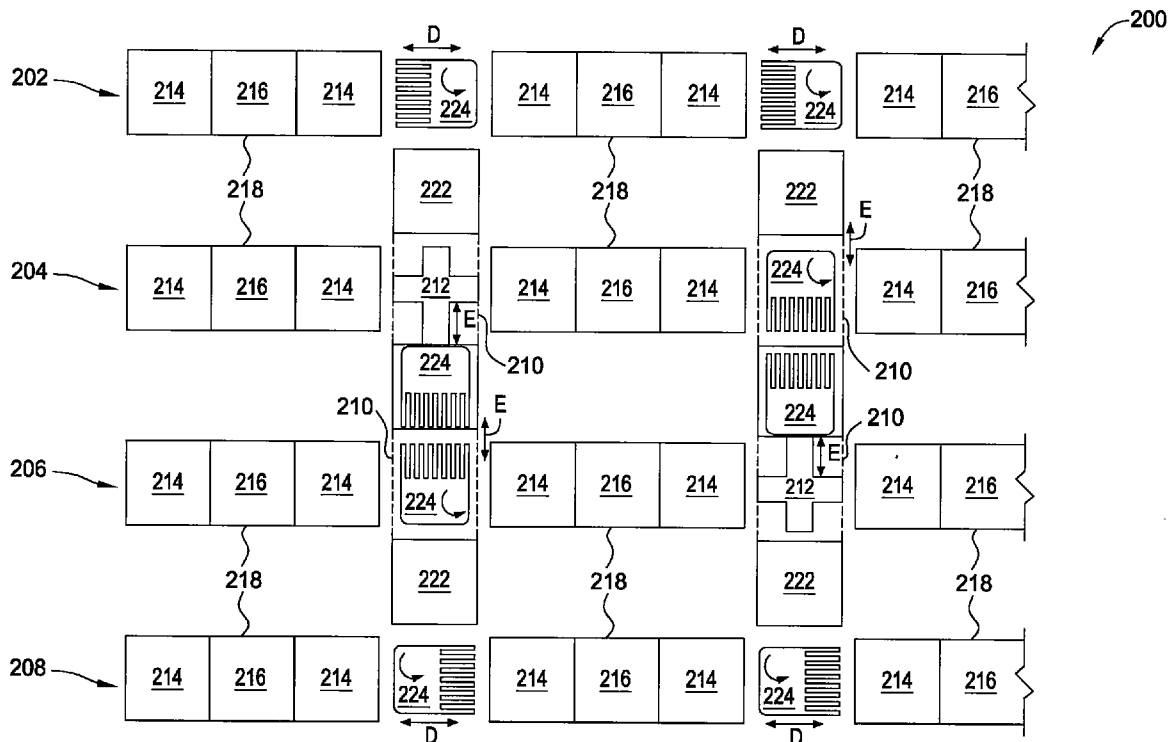 200
D D
202 214 216 214 224 214 216 214 224 214 216
218 222 218 222 218
E
204 214 216 214 212 214 216 214 224 214 216
E 210 210
224
210 E 224 E 210
206 214 216 214 224 214 216 214 212 214 216
218 222 218 222 218
208 214 216 214 224 214 216 214 224 214 216
D D